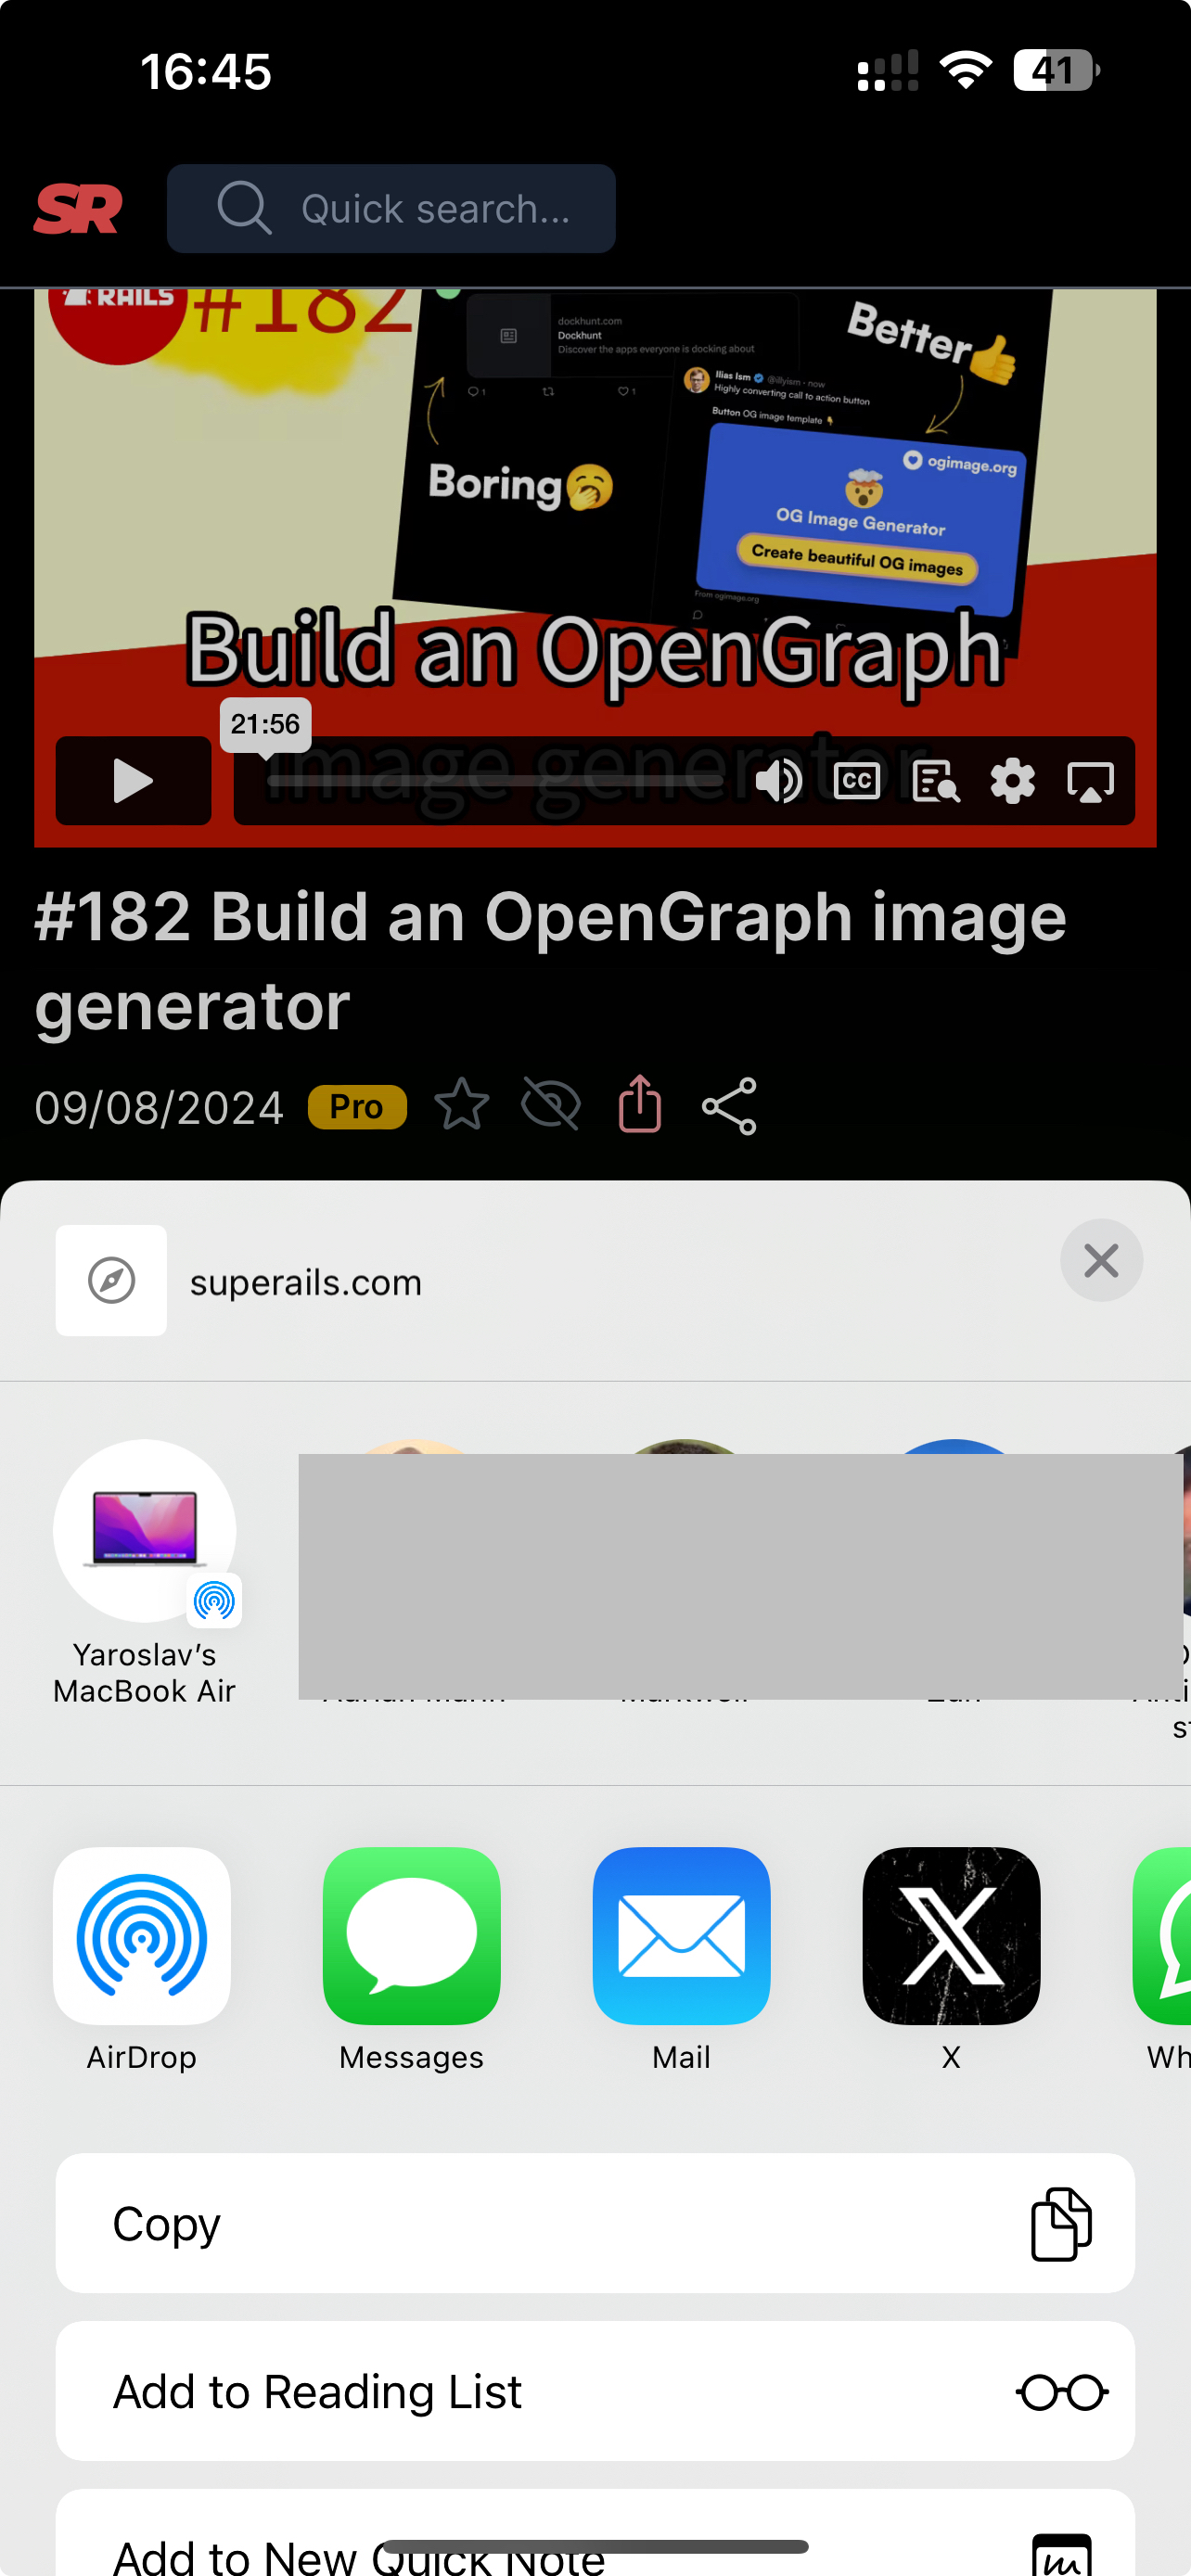 16:45
41
SR
Quick search...
RAILS
#182
dockhunt.com
Dockhunt
Discover the apps everyone is docking about
1
1
Better👍
Ilias Ism @illyism · now
Highly converting call to action button
Button OG image template 👇
Boring🥱
ogimage.org
🤯
OG Image Generator
Create beautiful OG images
From ogimage.org
Build an OpenGraph
image generator
21:56
CC
#182 Build an OpenGraph image
generator
09/08/2024
Pro
superails.com
Yaroslav’s
MacBook Air
AirDrop
Messages
Mail
X
Wh
Copy
Add to Reading List
Add to New Quick Note